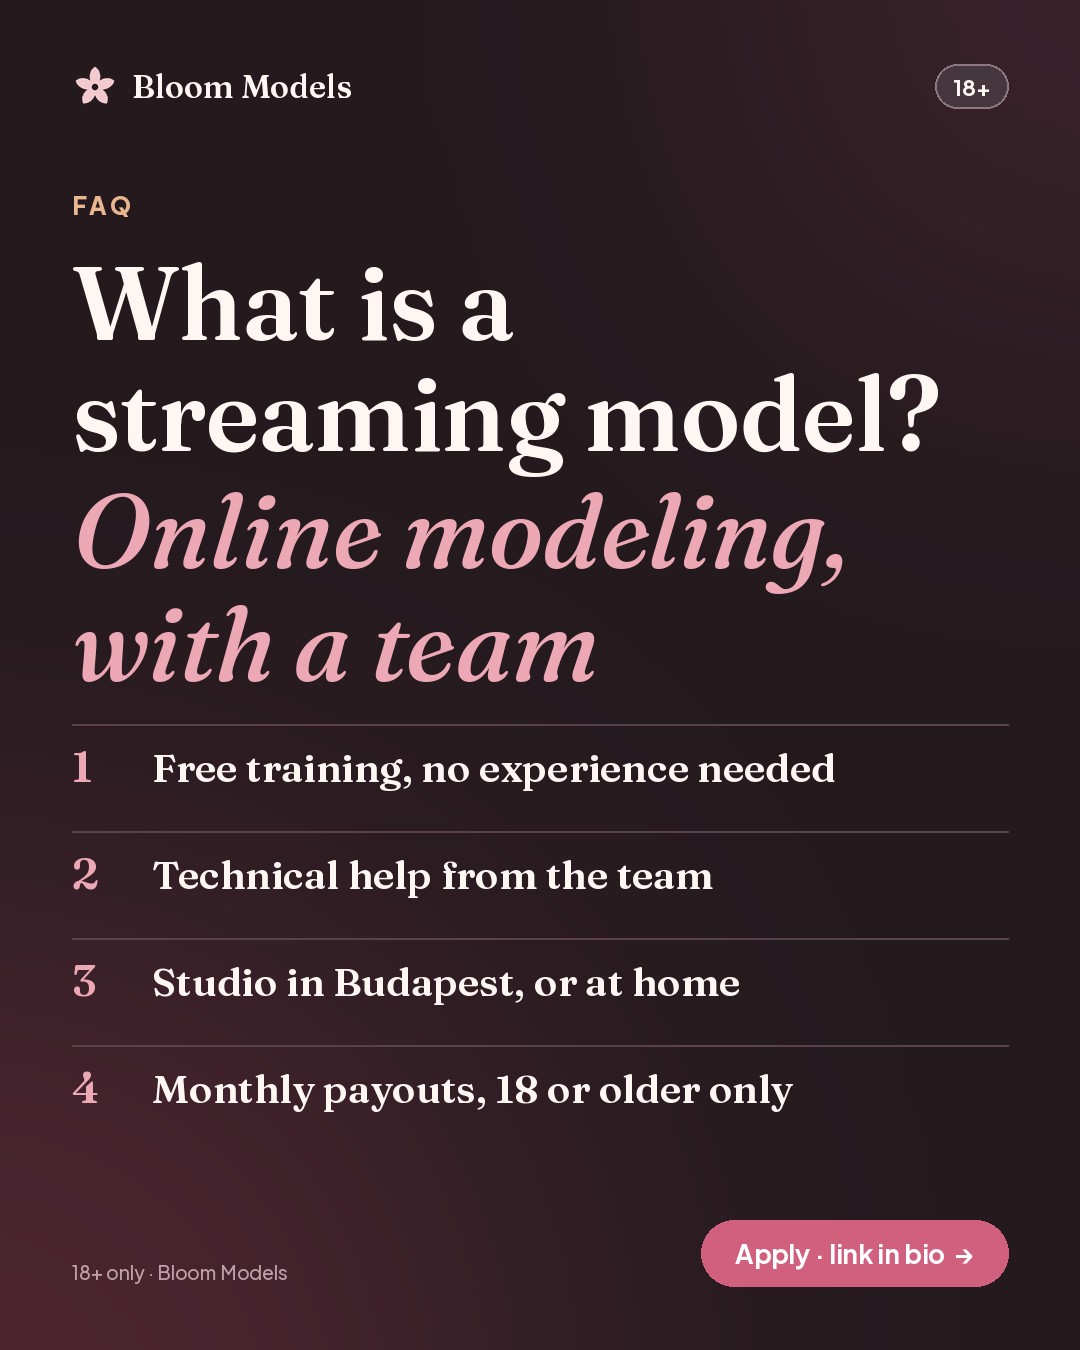 Bloom Models
18+
FAQ
What is a
streaming model?
Online modeling,
with a team
1 Free training, no experience needed
2 Technical help from the team
3 Studio in Budapest, or at home
4 Monthly payouts, 18 or older only
18+ only · Bloom Models
Apply · link in bio →